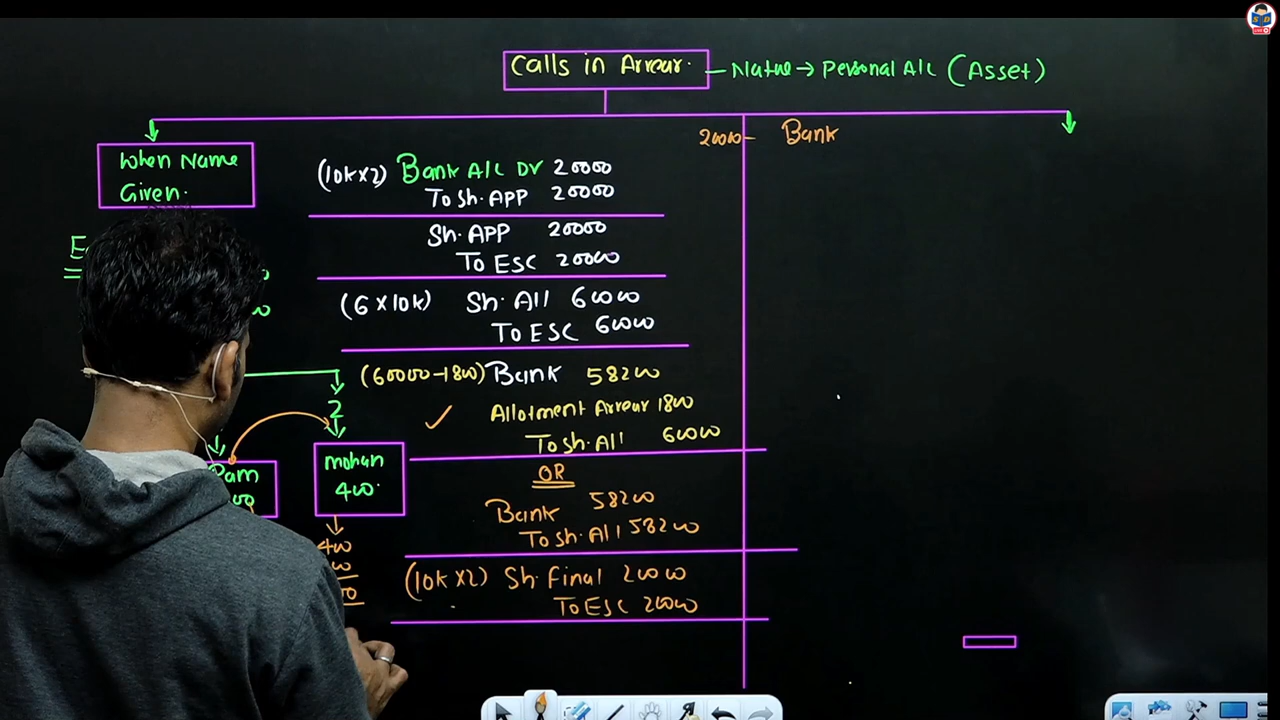 Calls in Arrear. - Nature → Personal A/c (Asset)
When Name
Given.
(10k×2) Bank A/c Dr 20000
To Sh. APP 20000
Sh. APP 20000
To ESC 20000
(6×10k) Sh. All 60000
To ESC 60000
(60000-1800) Bank 58200
Allotment Arrear 1800
To Sh. All 60000
2
Mohan
400.
400
OR
Bank 58200
To Sh. All 58200
(10k×2) Sh. Final 20000
To ESC 20000
20000- Bank